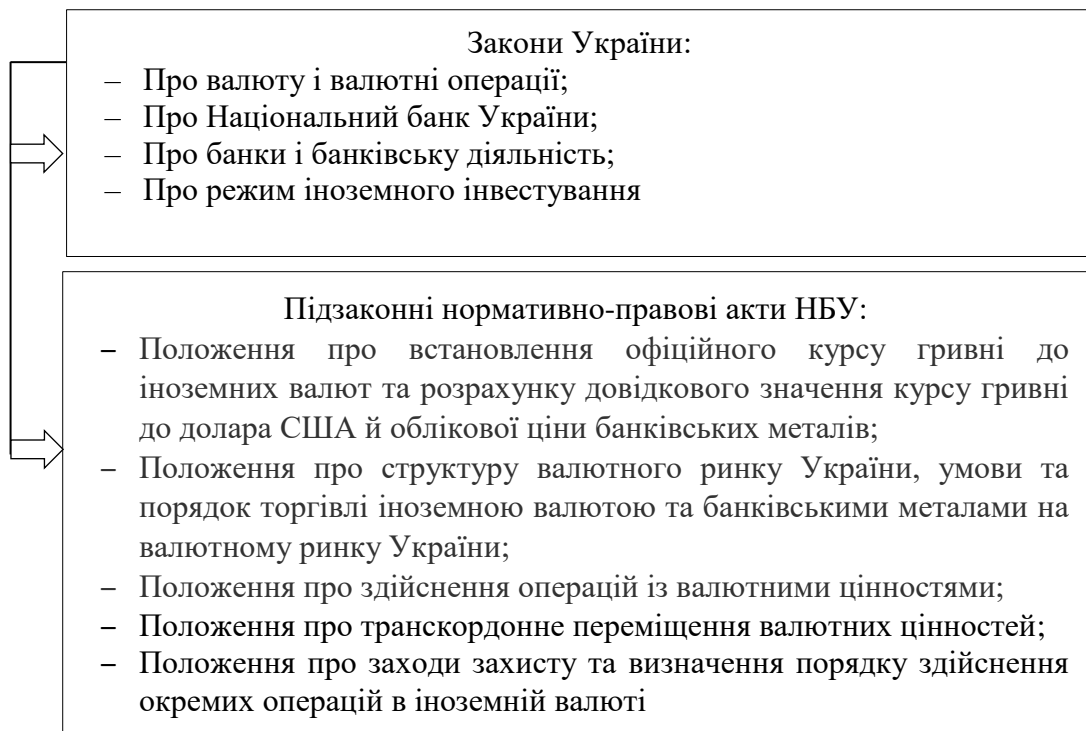 Закони України:
– Про валюту і валютні операції;
– Про Національний банк України;
– Про банки і банківську діяльність;
– Про режим іноземного інвестування
Підзаконні нормативно-правові акти НБУ:
– Положення про встановлення офіційного курсу гривні до
іноземних валют та розрахунку довідкового значення курсу гривні
до долара США й облікової ціни банківських металів;
– Положення про структуру валютного ринку України, умови та
порядок торгівлі іноземною валютою та банківськими металами на
валютному ринку України;
– Положення про здійснення операцій із валютними цінностями;
– Положення про транскордонне переміщення валютних цінностей;
– Положення про заходи захисту та визначення порядку здійснення
окремих операцій в іноземній валюті